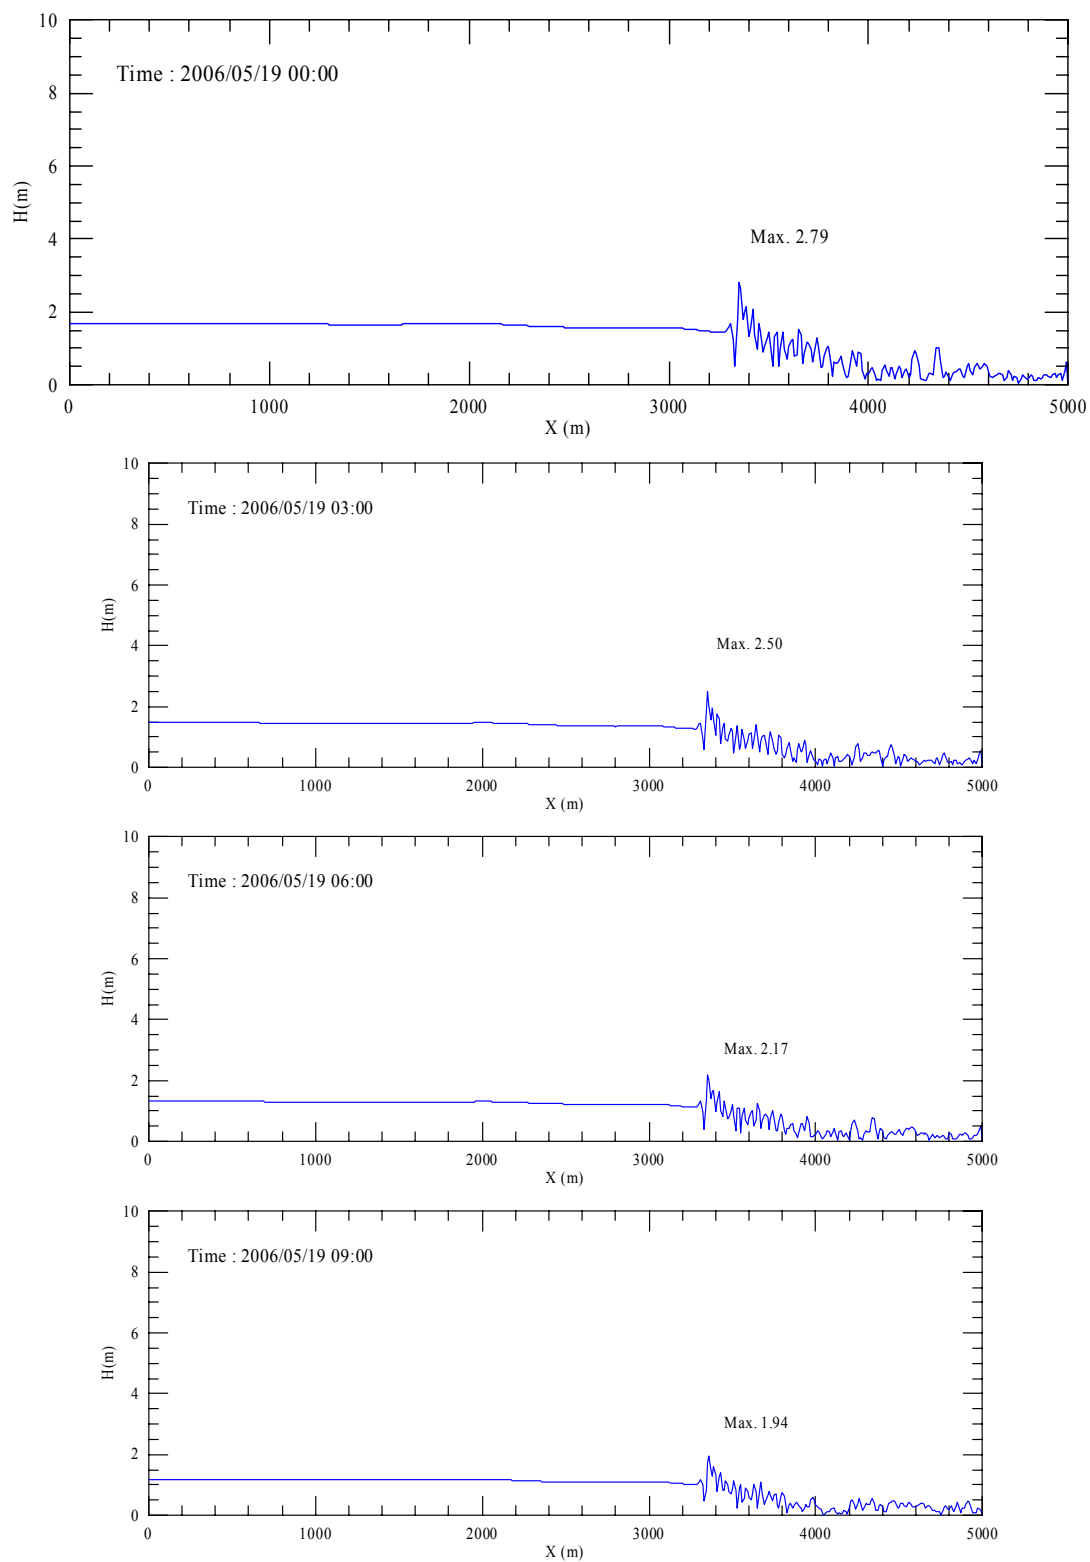 10
Time : 2006/05/19 00:00
8
6
H(m)
4
Max. 2.79
2
0
0 1000 2000 3000 4000 5000
X (m)
10
Time : 2006/05/19 03:00
8
6
H(m)
4
Max. 2.50
2
0
0 1000 2000 3000 4000 5000
X (m)
10
Time : 2006/05/19 06:00
8
6
H(m)
4
Max. 2.17
2
0
0 1000 2000 3000 4000 5000
X (m)
10
Time : 2006/05/19 09:00
8
6
H(m)
4
Max. 1.94
2
0
0 1000 2000 3000 4000 5000
X (m)